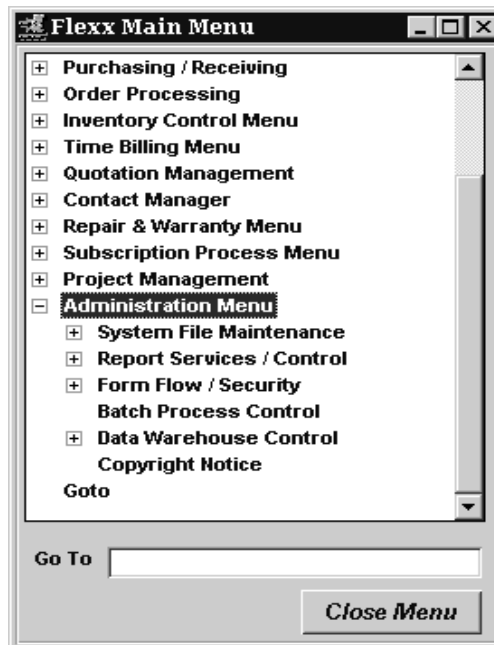 Flexx Main Menu
Purchasing / Receiving
Order Processing
Inventory Control Menu
Time Billing Menu
Quotation Management
Contact Manager
Repair & Warranty Menu
Subscription Process Menu
Project Management
Administration Menu
System File Maintenance
Report Services / Control
Form Flow / Security
Batch Process Control
Data Warehouse Control
Copyright Notice
Goto
Go To
Close Menu